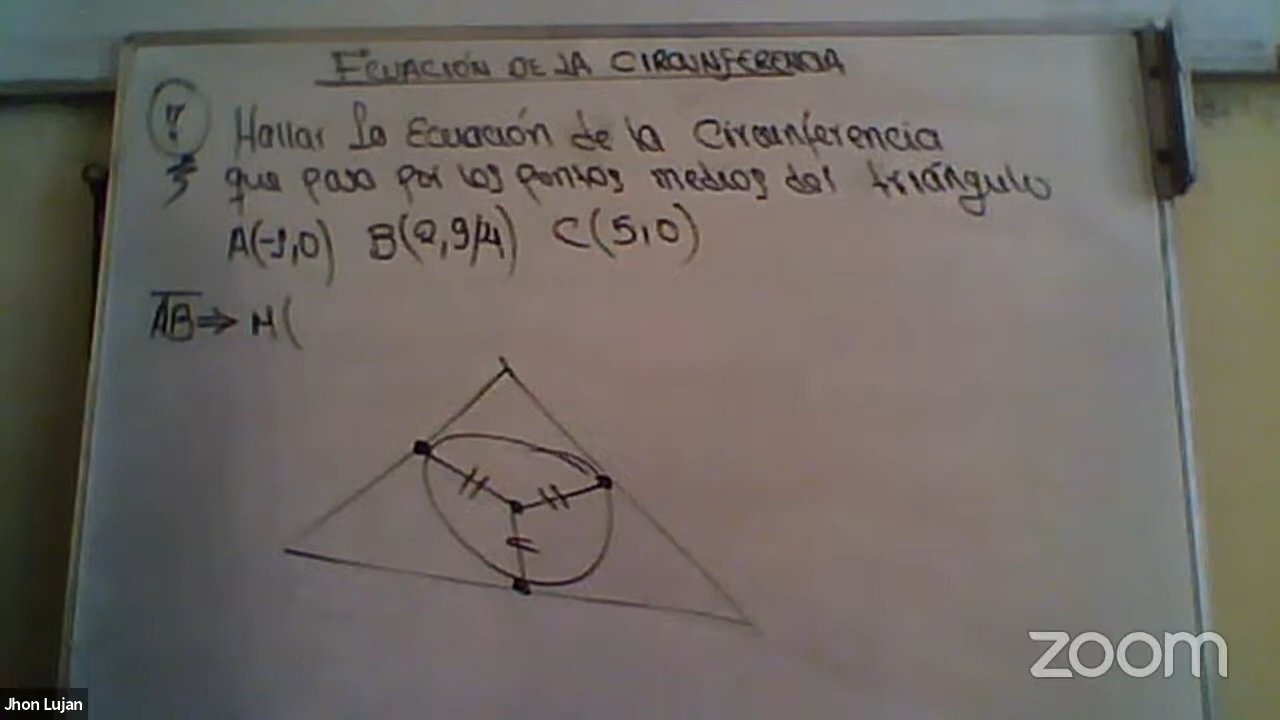 ECUACIÓN DE LA CIRCUNFERENCIA
Hallar la Ecuación de la Circunferencia
que pasa por los pontos medios del triángulo
A(-1,0) B(2,9/4) C(5,0)
AB⇒ M(
zoom
Jhon Lujan